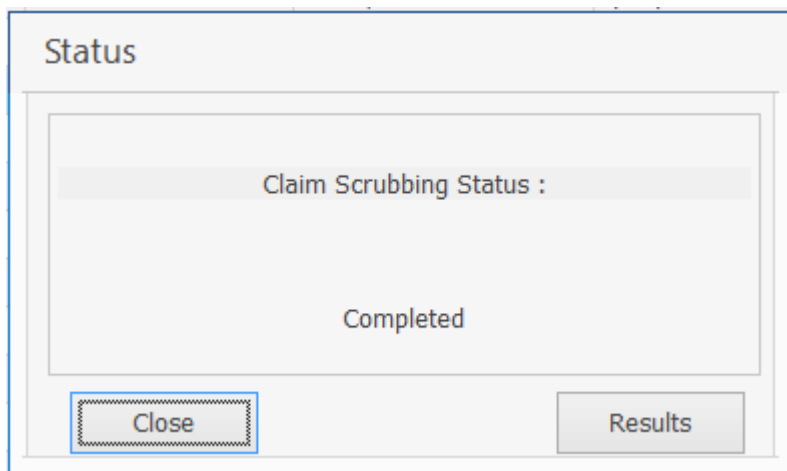 Status
Claim Scrubbing Status :
Completed
Close
Results